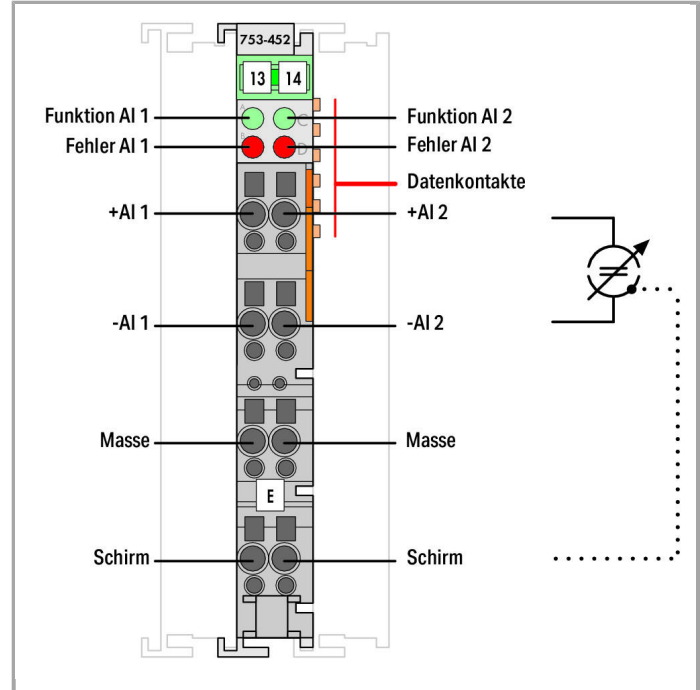 753-452
13 14
A C
Funktion AI 1
Funktion AI 2
B D
Fehler AI 1
Fehler AI 2
Datenkontakte
+AI 1
+AI 2
-AI 1
-AI 2
Masse
Masse
E
Schirm
Schirm